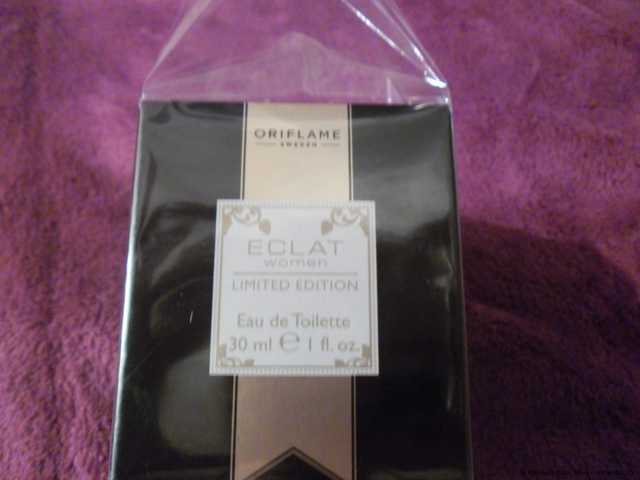 ORIFLAME
SWEDEN
ECLAT
women
LIMITED EDITION
Eau de Toilette
30 ml ℮ 1 fl. oz.